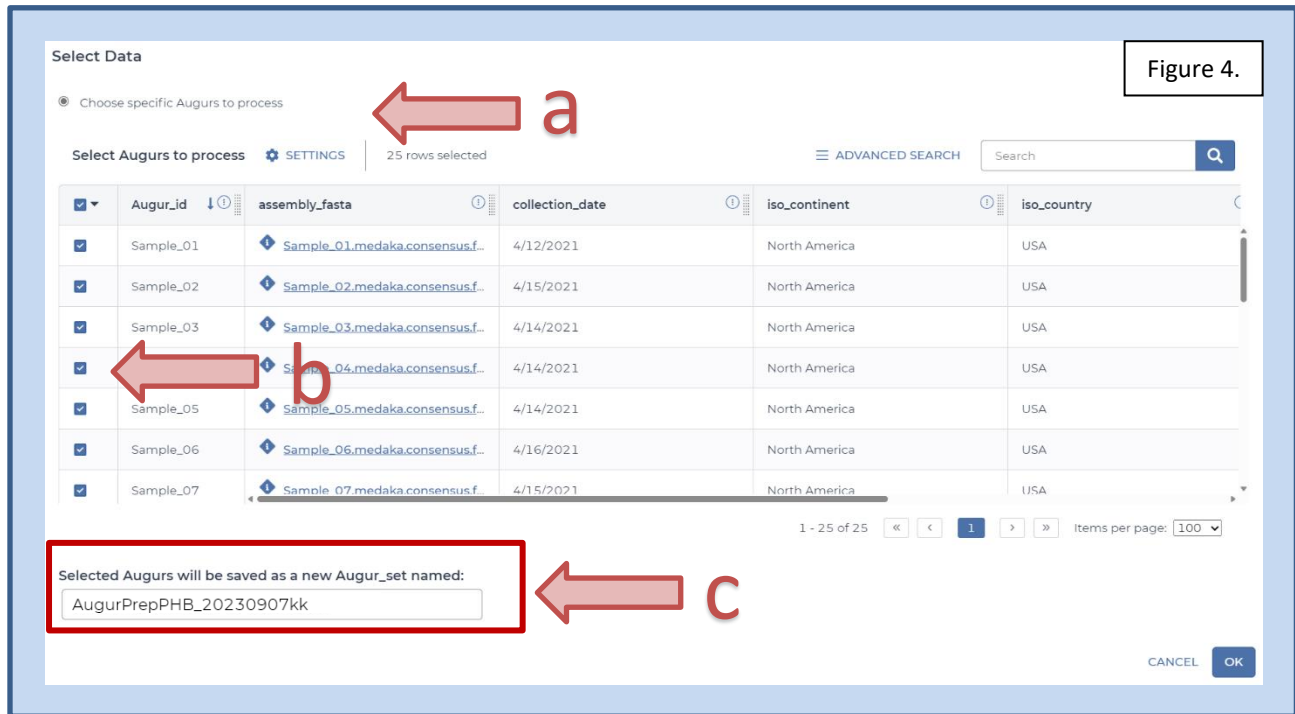 Select Data
Figure 4.
Choose specific Augurs to process
a
Select Augurs to process SETTINGS 25 rows selected ADVANCED SEARCH Search
Augur_id assembly_fasta collection_date iso_continent iso_country
Sample_01 Sample_01.medaka.consensus.f... 4/12/2021 North America USA
Sample_02 Sample_02.medaka.consensus.f... 4/15/2021 North America USA
Sample_03 Sample_03.medaka.consensus.f... 4/14/2021 North America USA
b Sample_04.medaka.consensus.f... 4/14/2021 North America USA
Sample_05 Sample_05.medaka.consensus.f... 4/14/2021 North America USA
Sample_06 Sample_06.medaka.consensus.f... 4/16/2021 North America USA
Sample_07 Sample_07.medaka.consensus.f... 4/15/2021 North America USA
1 - 25 of 25 « < 1 > » Items per page: 100
Selected Augurs will be saved as a new Augur_set named:
AugurPrepPHB_20230907kk
c
CANCEL OK